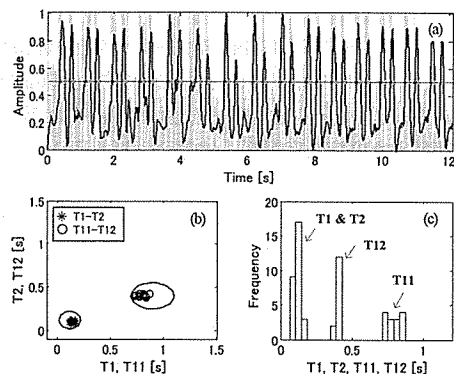 (a)
1
0.8
0.6
0.4
0.2
0
Amplitude
0 2 4 6 8 10 12
Time [s]
(b)
* T1-T2
○ T11-T12
1.5
1
0.5
0
T2, T12 [s]
0 0.5 1 1.5
T1, T11 [s]
(c)
T1 & T2
T12
T11
20
15
10
5
0
Frequency
0 0.5 1
T1, T2, T11, T12 [s]